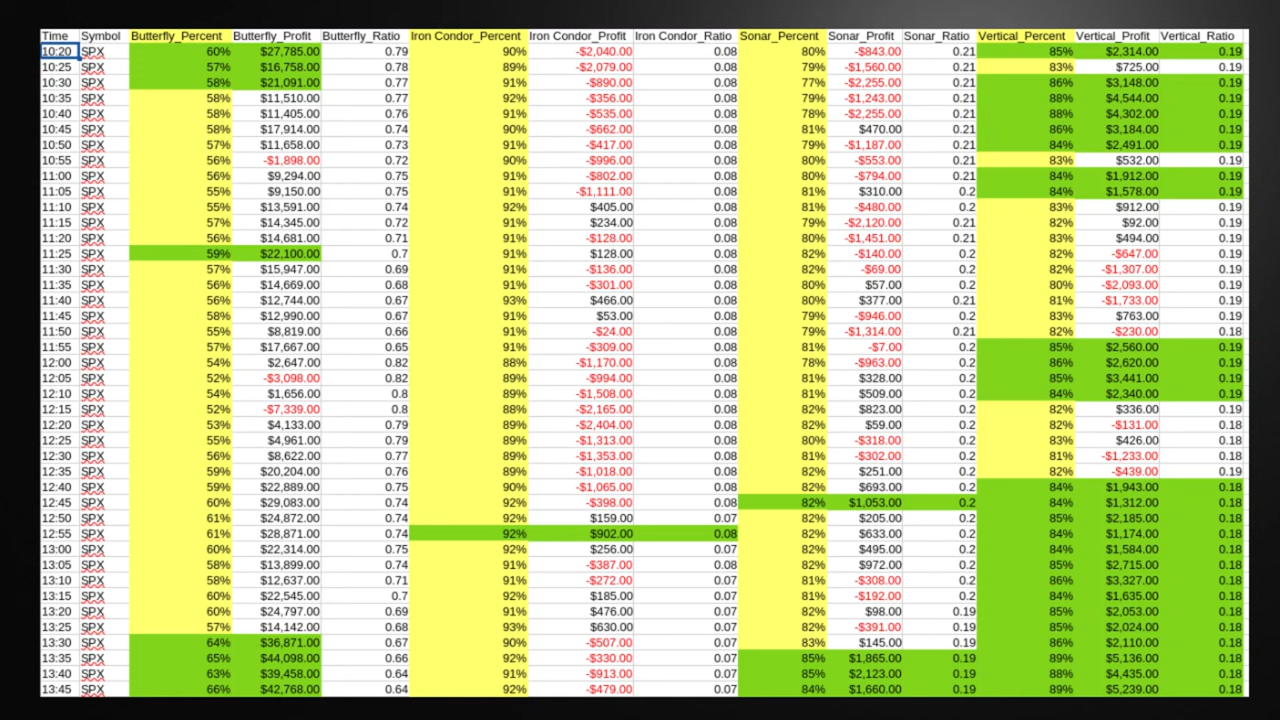 Time Symbol Butterfly_Percent Butterfly_Profit Butterfly_Ratio Iron Condor_Percent Iron Condor_Profit Iron Condor_Ratio Sonar_Percent Sonar_Profit Sonar_Ratio Vertical_Percent Vertical_Profit Vertical_Ratio
10:20 SPX 60% $27,785.00 0.79 90% -$2,040.00 0.08 80% -$843.00 0.21 85% $2,314.00 0.19
10:25 SPX 57% $16,758.00 0.78 89% -$2,079.00 0.08 79% -$1,560.00 0.21 83% $725.00 0.19
10:30 SPX 58% $21,091.00 0.77 91% -$890.00 0.08 77% -$2,255.00 0.21 86% $3,148.00 0.19
10:35 SPX 58% $11,510.00 0.77 92% -$356.00 0.08 79% -$1,243.00 0.21 88% $4,544.00 0.19
10:40 SPX 58% $11,405.00 0.76 91% -$535.00 0.08 78% -$2,255.00 0.21 88% $4,302.00 0.19
10:45 SPX 58% $17,914.00 0.74 90% -$662.00 0.08 81% $470.00 0.21 86% $3,184.00 0.19
10:50 SPX 57% $11,658.00 0.73 91% -$417.00 0.08 79% -$1,187.00 0.21 84% $2,491.00 0.19
10:55 SPX 56% -$1,898.00 0.72 90% -$996.00 0.08 80% -$553.00 0.21 83% $532.00 0.19
11:00 SPX 56% $9,294.00 0.75 91% -$802.00 0.08 80% -$794.00 0.21 84% $1,912.00 0.19
11:05 SPX 55% $9,150.00 0.75 91% -$1,111.00 0.08 81% $310.00 0.2 84% $1,578.00 0.19
11:10 SPX 55% $13,591.00 0.74 92% $405.00 0.08 81% -$480.00 0.2 83% $912.00 0.19
11:15 SPX 57% $14,345.00 0.72 91% $234.00 0.08 79% -$2,120.00 0.21 82% $92.00 0.19
11:20 SPX 56% $14,681.00 0.71 91% -$128.00 0.08 80% -$1,451.00 0.21 83% $494.00 0.19
11:25 SPX 59% $22,100.00 0.7 91% $128.00 0.08 82% -$140.00 0.2 82% -$647.00 0.19
11:30 SPX 57% $15,947.00 0.69 91% -$136.00 0.08 82% -$69.00 0.2 82% -$1,307.00 0.19
11:35 SPX 56% $14,669.00 0.68 91% -$301.00 0.08 82% $57.00 0.2 80% -$2,093.00 0.19
11:40 SPX 56% $12,744.00 0.67 93% $466.00 0.08 80% $377.00 0.21 81% -$1,733.00 0.19
11:45 SPX 58% $12,990.00 0.67 91% $53.00 0.08 79% -$946.00 0.2 83% $763.00 0.19
11:50 SPX 55% $8,819.00 0.66 91% -$24.00 0.08 79% -$1,314.00 0.21 82% -$230.00 0.18
11:55 SPX 57% $17,667.00 0.65 91% -$309.00 0.08 81% -$7.00 0.2 85% $2,560.00 0.19
12:00 SPX 54% $2,647.00 0.82 88% -$1,170.00 0.08 78% -$963.00 0.2 86% $2,620.00 0.19
12:05 SPX 52% -$3,098.00 0.82 89% -$994.00 0.08 81% $328.00 0.2 85% $3,441.00 0.19
12:10 SPX 54% $1,656.00 0.8 89% -$1,508.00 0.08 81% $509.00 0.2 84% $2,340.00 0.19
12:15 SPX 52% -$7,339.00 0.8 88% -$2,165.00 0.08 82% $823.00 0.2 82% $336.00 0.19
12:20 SPX 53% $4,133.00 0.79 89% -$2,404.00 0.08 82% $59.00 0.2 82% -$131.00 0.18
12:25 SPX 55% $4,961.00 0.79 89% -$1,313.00 0.08 80% -$318.00 0.2 83% $426.00 0.18
12:30 SPX 56% $8,622.00 0.77 89% -$1,353.00 0.08 81% -$302.00 0.2 81% -$1,233.00 0.18
12:35 SPX 59% $20,204.00 0.76 89% -$1,018.00 0.08 82% $251.00 0.2 82% -$439.00 0.19
12:40 SPX 59% $22,889.00 0.75 90% -$1,065.00 0.08 82% $693.00 0.2 84% $1,943.00 0.18
12:45 SPX 60% $29,083.00 0.74 92% -$398.00 0.08 82% $1,053.00 0.2 84% $1,312.00 0.18
12:50 SPX 61% $24,872.00 0.74 92% $159.00 0.07 82% $205.00 0.2 85% $2,185.00 0.18
12:55 SPX 61% $28,871.00 0.74 92% $902.00 0.08 82% $633.00 0.2 84% $1,174.00 0.18
13:00 SPX 60% $22,314.00 0.75 92% $256.00 0.07 82% $495.00 0.2 84% $1,584.00 0.18
13:05 SPX 58% $13,899.00 0.74 91% -$387.00 0.08 82% $972.00 0.2 85% $2,715.00 0.18
13:10 SPX 58% $12,637.00 0.71 91% -$272.00 0.07 81% -$308.00 0.2 86% $3,327.00 0.18
13:15 SPX 60% $22,545.00 0.7 92% $185.00 0.07 81% -$192.00 0.2 84% $1,635.00 0.18
13:20 SPX 60% $24,797.00 0.69 91% $476.00 0.07 82% $98.00 0.19 85% $2,053.00 0.18
13:25 SPX 57% $14,142.00 0.68 93% $630.00 0.07 82% -$391.00 0.19 85% $2,024.00 0.18
13:30 SPX 64% $36,871.00 0.67 90% -$507.00 0.07 83% $145.00 0.19 86% $2,110.00 0.18
13:35 SPX 65% $44,098.00 0.66 92% -$330.00 0.07 85% $1,865.00 0.19 89% $5,136.00 0.18
13:40 SPX 63% $39,458.00 0.64 91% -$913.00 0.07 85% $2,123.00 0.19 88% $4,435.00 0.18
13:45 SPX 66% $42,768.00 0.64 92% -$479.00 0.07 84% $1,660.00 0.19 89% $5,239.00 0.18